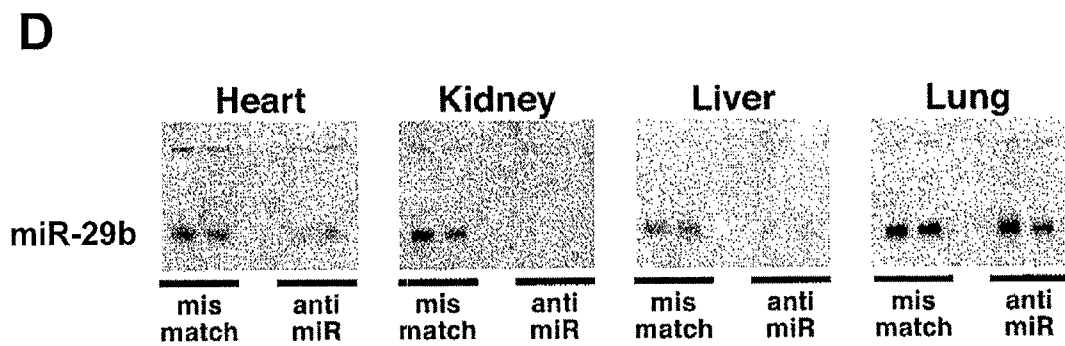 D
Heart Kidney Liver Lung
miR-29b
mis anti mis anti mis anti mis anti
match miR match miR match miR match miR